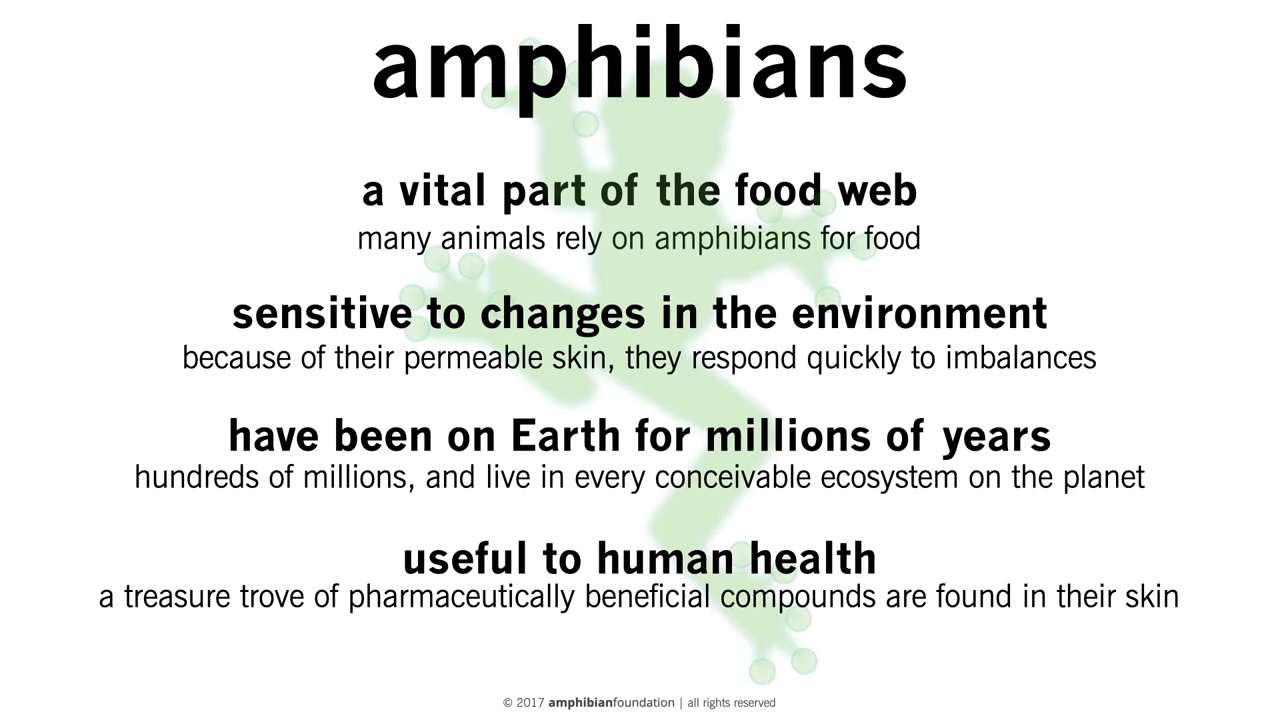 amphibians
a vital part of the food web
many animals rely on amphibians for food
sensitive to changes in the environment
because of their permeable skin, they respond quickly to imbalances
have been on Earth for millions of years
hundreds of millions, and live in every conceivable ecosystem on the planet
useful to human health
a treasure trove of pharmaceutically beneficial compounds are found in their skin
© 2017 amphibianfoundation | all rights reserved